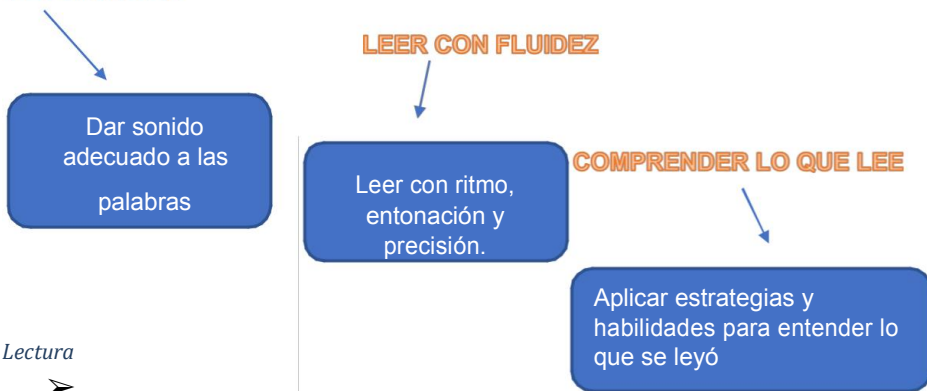 LEER CON FLUIDEZ
Dar sonido
adecuado a las
palabras
COMPRENDER LO QUE LEE
Leer con ritmo,
entonación y
precisión.
Aplicar estrategias y
habilidades para entender lo
que se leyó
Lectura